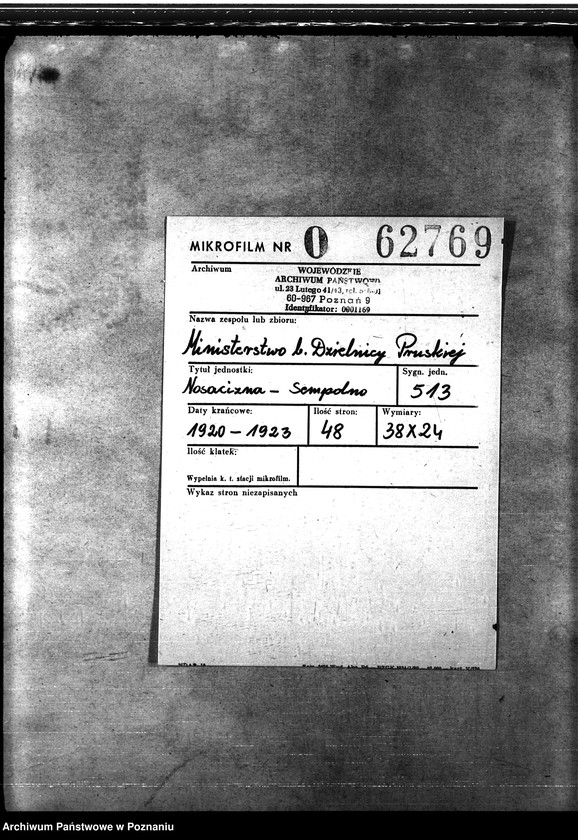 MIKROFILM NR O 62769
Archiwum
WOJEWÓDZKIE
ARCHIWUM PAŃSTWOWE
ul. 23 Lutego 41/43,
60-967 Poznań 9
Identyfikator: 0001169
Nazwa zespołu lub zbioru:
Ministerstwo b. Dzielnicy Pruskiej
Tytuł jednostki:
Sygn. jedn.
Nosacizna – Sempolno
513
Daty krańcowe:
Ilość stron:
Wymiary:
1920 – 1923
48
38X24
Ilość klatek:
Wypełnia k. t. stacji mikrofilm.
Wykaz stron niezapisanych
Archiwum Państwowe w Poznaniu